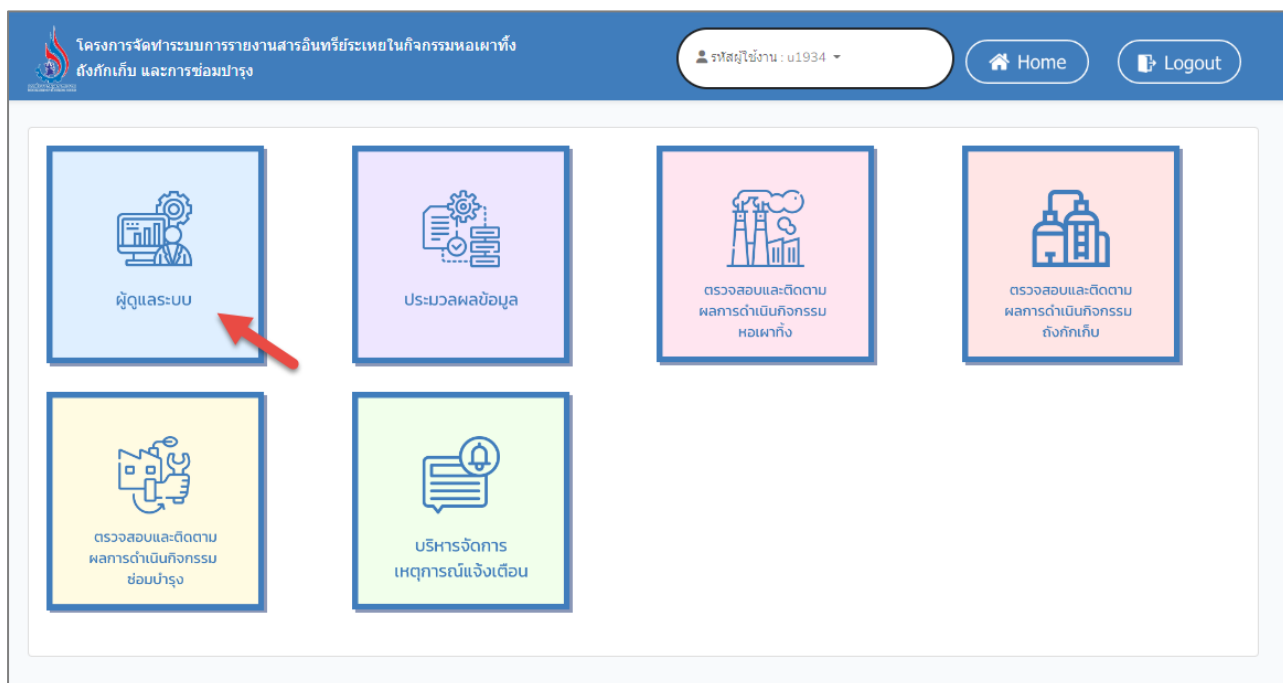 โครงการจัดทำระบบการรายงานสารอินทรีย์ระเหยในกิจกรรมหอเผาทิ้ง
ถังกักเก็บ และการซ่อมบำรุง
รหัสผู้ใช้งาน : u1934
Home
Logout
ผู้ดูแลระบบ
ประมวลผลข้อมูล
ตรวจสอบและติดตาม
ผลการดำเนินกิจกรรม
หอเผาทิ้ง
ตรวจสอบและติดตาม
ผลการดำเนินกิจกรรม
ถังกักเก็บ
ตรวจสอบและติดตาม
ผลการดำเนินกิจกรรม
ซ่อมบำรุง
บริหารจัดการ
เหตุการณ์แจ้งเตือน